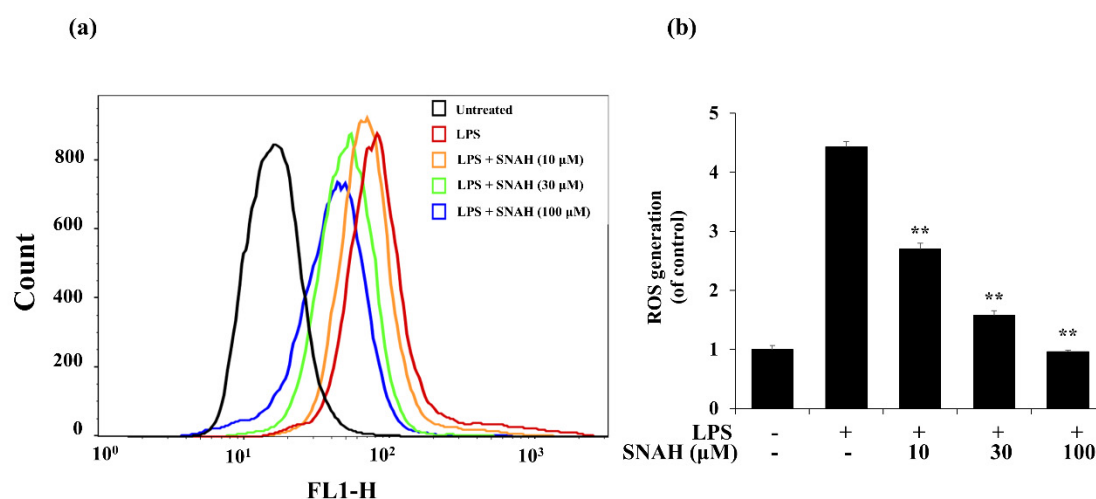 (a)
Untreated
LPS
LPS + SNAH (10 µM)
LPS + SNAH (30 µM)
LPS + SNAH (100 µM)
800
600
400
200
0
Count
10⁰
10¹
10²
10³
FL1-H
(b)
5
4
3
2
1
0
ROS generation
(of control)
**
**
**
LPS - + + + +
SNAH (µM) - - 10 30 100